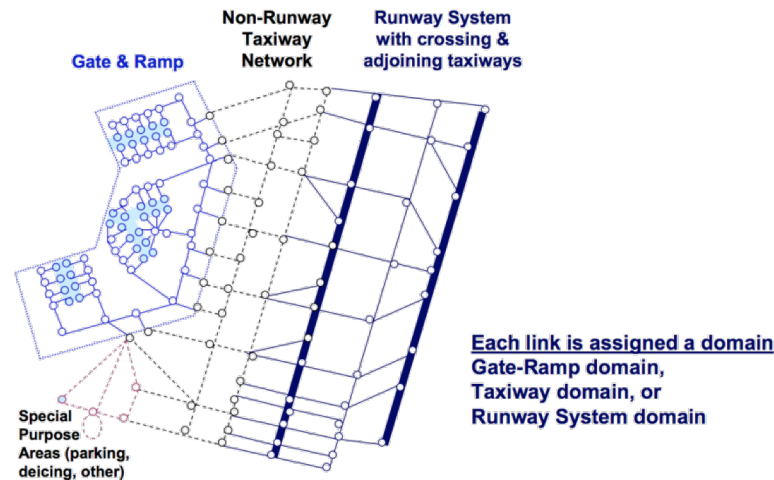 Gate & Ramp
Non-Runway
Taxiway
Network
Runway System
with crossing &
adjoining taxiways
Each link is assigned a domain
Gate-Ramp domain,
Taxiway domain, or
Runway System domain
Special
Purpose
Areas (parking,
deicing, other)